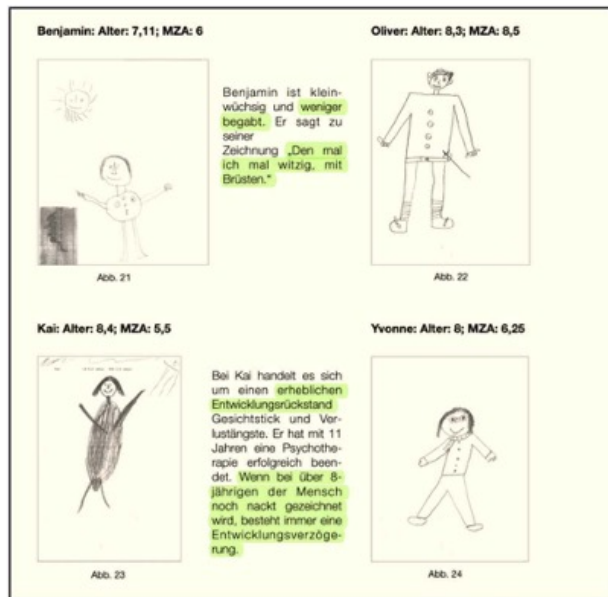 Benjamin: Alter: 7,11; MZA: 6
Benjamin ist klein-
wüchsig und weniger
begabt. Er sagt zu
seiner
Zeichnung „Den mal
ich mal witzig, mit
Brüsten.“
Abb. 21
Oliver: Alter: 8,3; MZA: 8,5
Abb. 22
Kai: Alter: 8,4; MZA: 5,5
Bei Kai handelt es sich
um einen erheblichen
Entwicklungsrückstand
Gesichtstick und Ver-
lustängste. Er hat mit 11
Jahren eine Psychothe-
rapie erfolgreich been-
det. Wenn bei über 8-
jährigen der Mensch
noch nackt gezeichnet
wird, besteht immer eine
Entwicklungsverzöge-
rung.
Abb. 23
Yvonne: Alter: 8; MZA: 6,25
Abb. 24